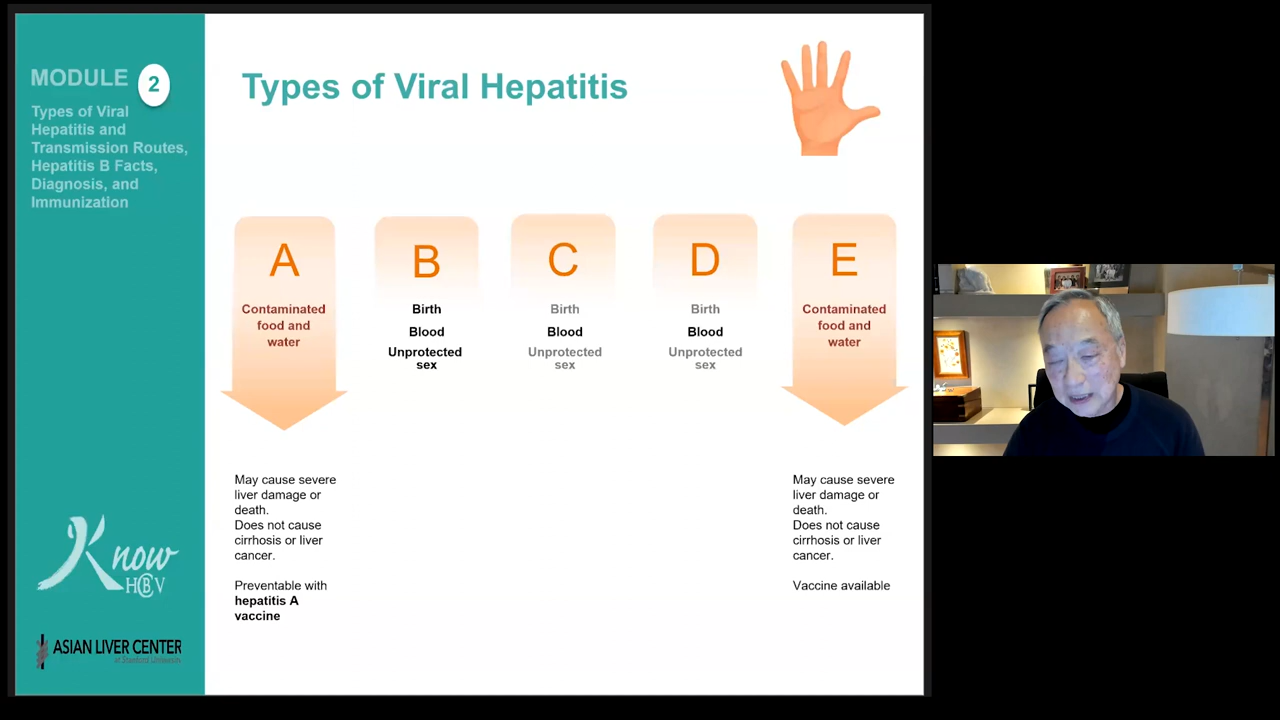 MODULE 2
Types of Viral
Hepatitis and
Transmission Routes,
Hepatitis B Facts,
Diagnosis, and
Immunization
Know
HCBV
ASIAN LIVER CENTER
at Stanford University
Types of Viral Hepatitis
A
Contaminated
food and
water
May cause severe
liver damage or
death.
Does not cause
cirrhosis or liver
cancer.
Preventable with
hepatitis A
vaccine
B
Birth
Blood
Unprotected
sex
C
Birth
Blood
Unprotected
sex
D
Birth
Blood
Unprotected
sex
E
Contaminated
food and
water
May cause severe
liver damage or
death.
Does not cause
cirrhosis or liver
cancer.
Vaccine available